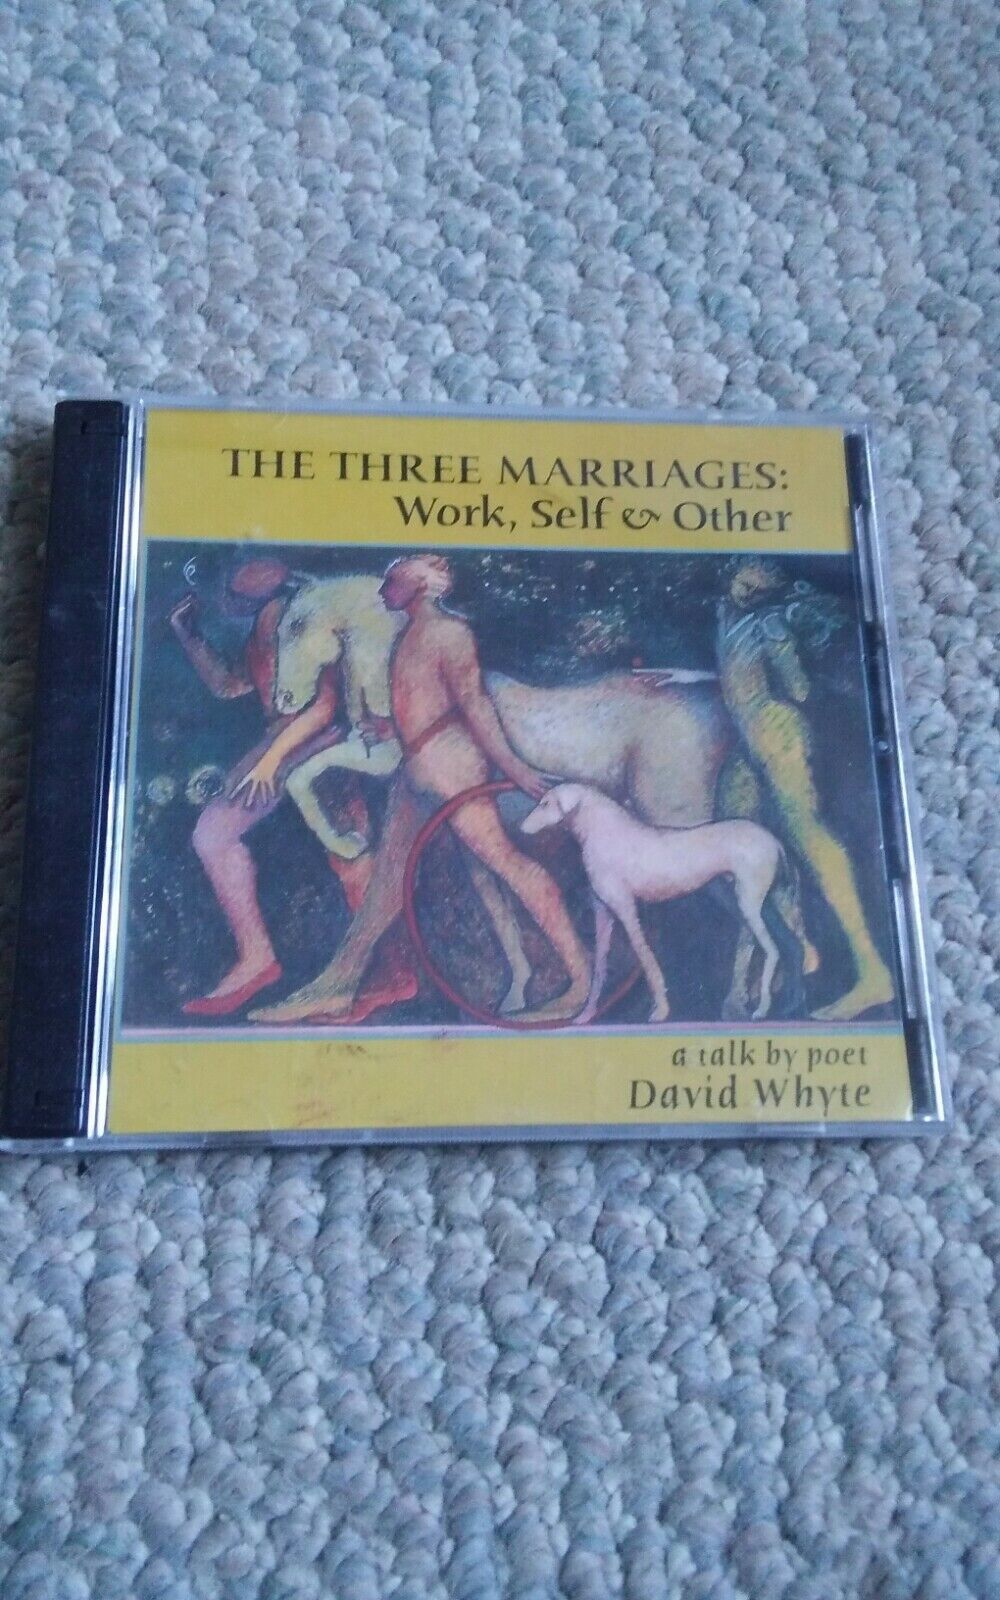 THE THREE MARRIAGES:
Work, Self & Other
a talk by poet
David Whyte